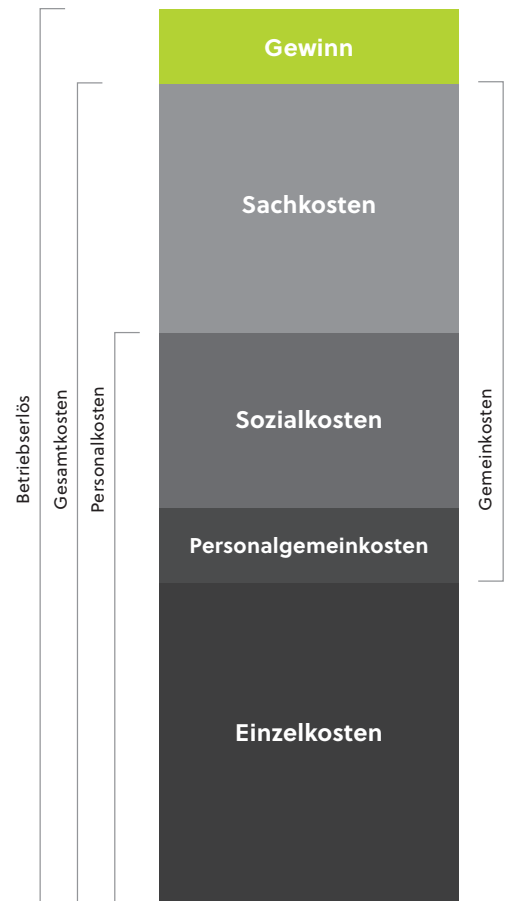 Gewinn
Sachkosten
Sozialkosten
Personalgemeinkosten
Einzelkosten
Betriebserlös
Gesamtkosten
Personalkosten
Gemeinkosten